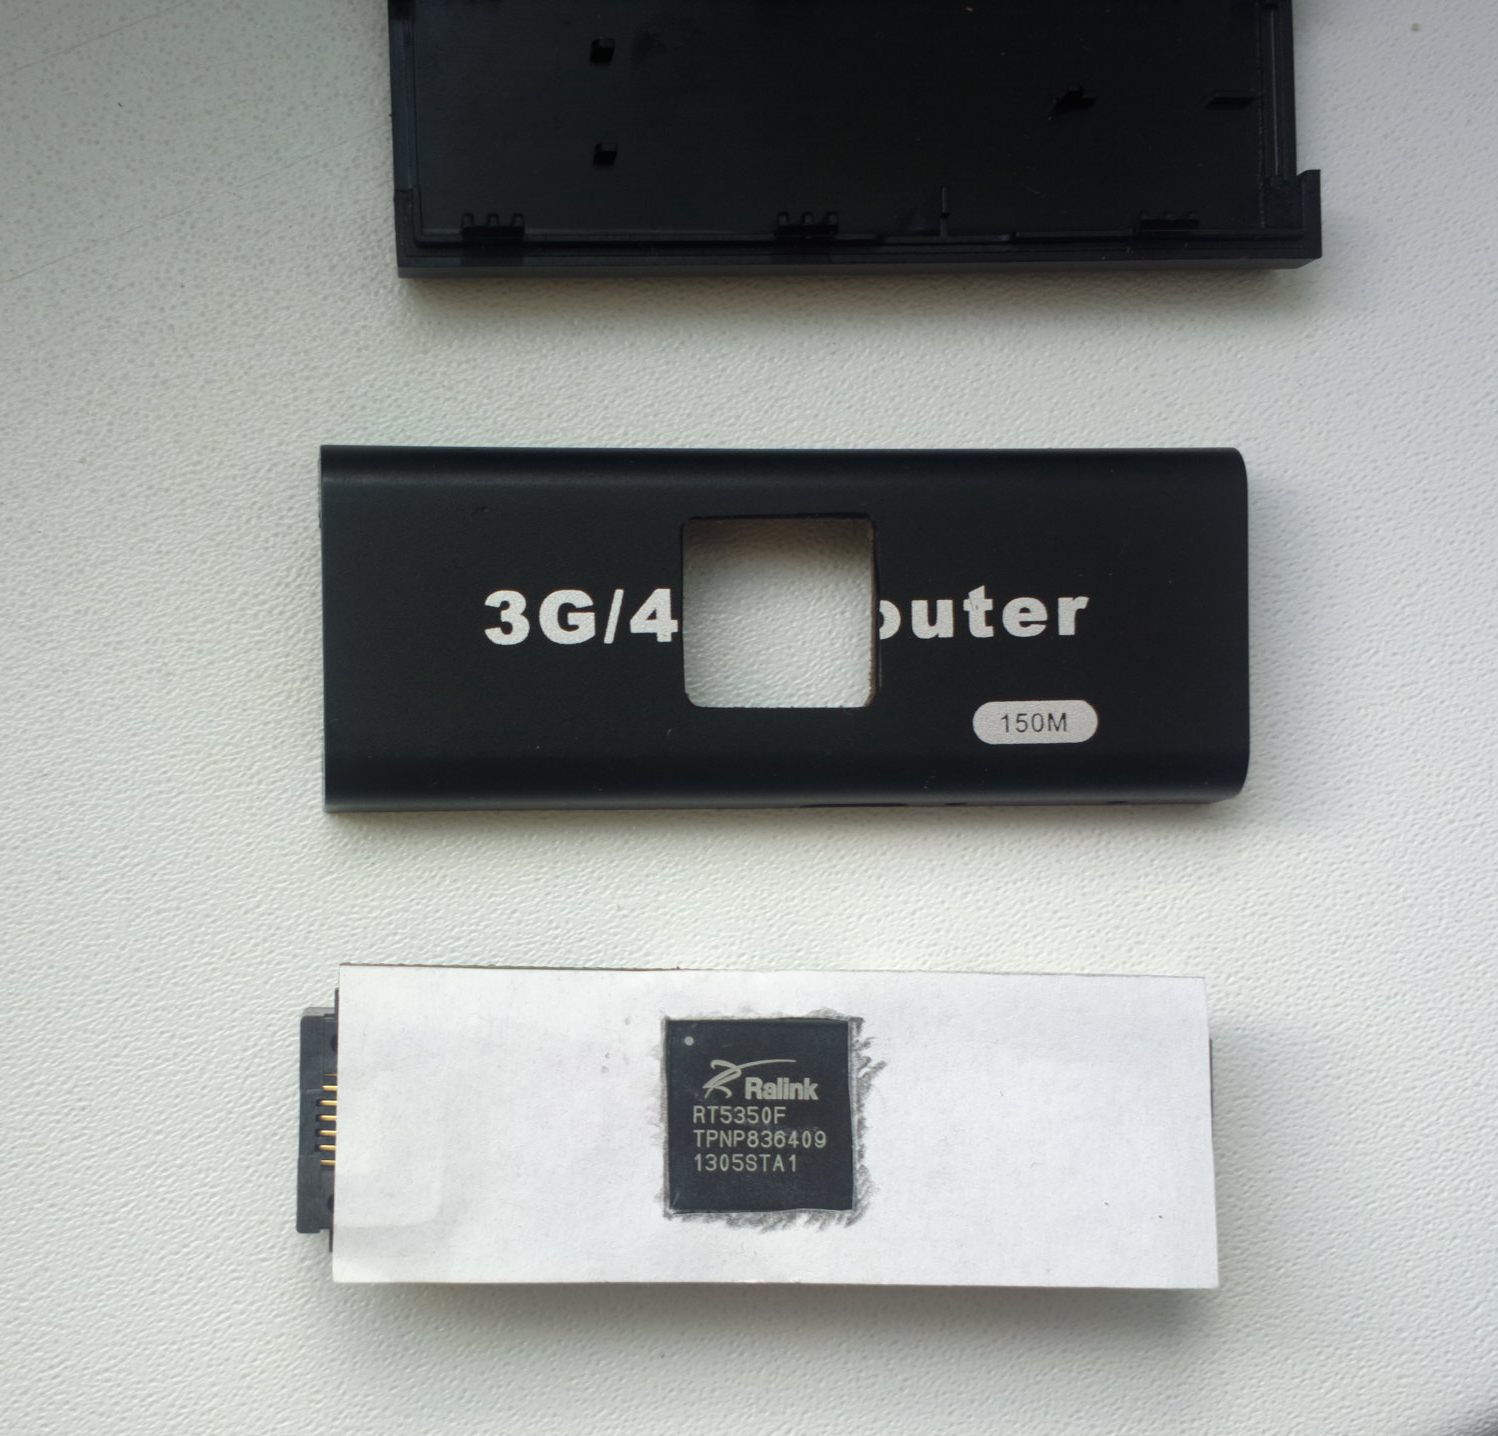 3G/4 outer
150M
Ralink
RT5350F
TPNP836409
1305STA1